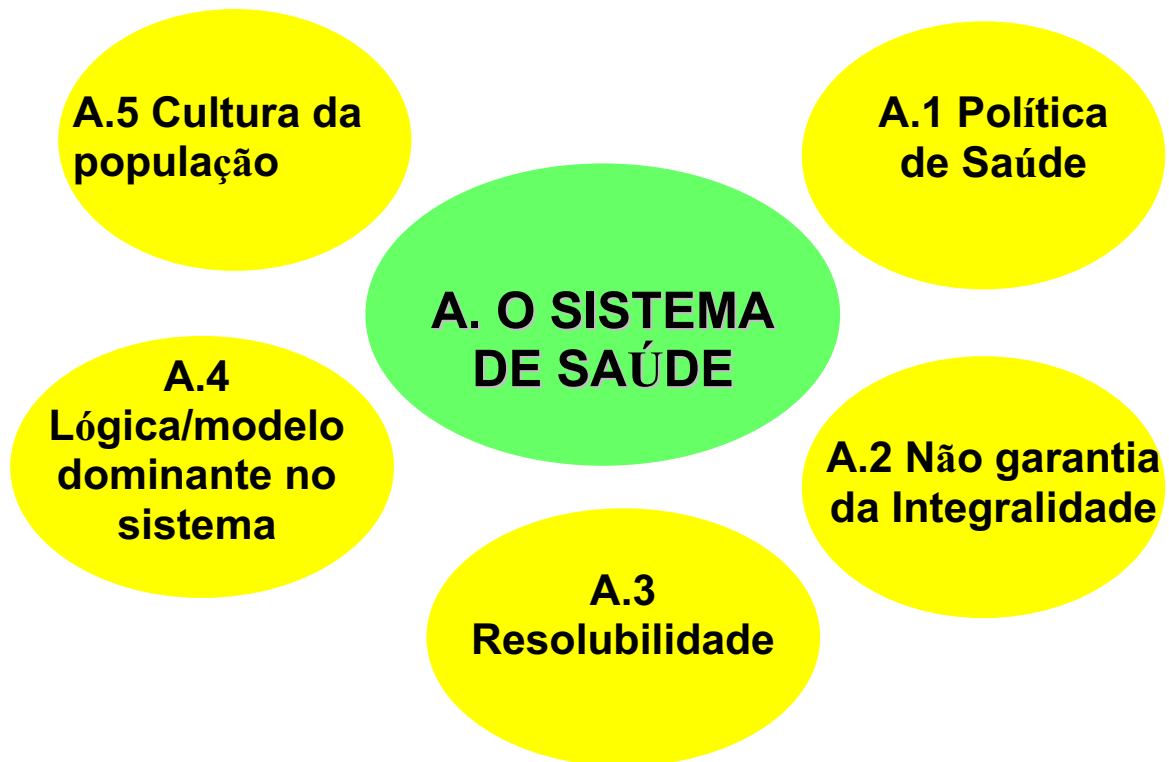 A. O SISTEMA
DE SAÚDE
A.1 Política
de Saúde
A.2 Não garantia
da Integralidade
A.3
Resolubilidade
A.4
Lógica/modelo
dominante no
sistema
A.5 Cultura da
população